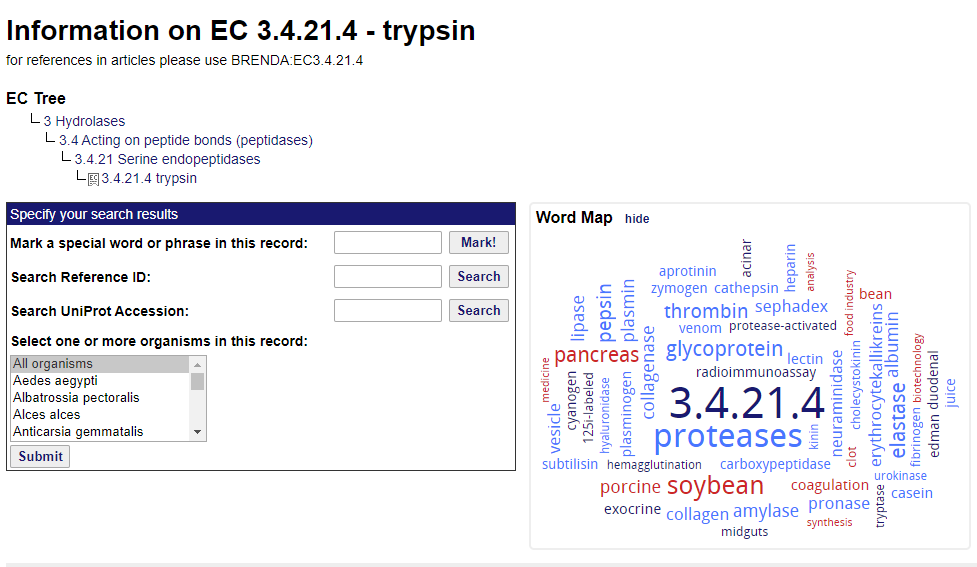 Information on EC 3.4.21.4 - trypsin
for references in articles please use BRENDA:EC3.4.21.4
EC Tree
3 Hydrolases
3.4 Acting on peptide bonds (peptidases)
3.4.21 Serine endopeptidases
3.4.21.4 trypsin
Specify your search results
Mark a special word or phrase in this record:
Mark!
Search Reference ID:
Search
Search UniProt Accession:
Search
Select one or more organisms in this record:
All organisms
Aedes aegypti
Albatrossia pectoralis
Alces alces
Anticarsia gemmatalis
Submit
Word Map hide
acinar
heparin
analysis
aprotinin
zymogen
cathepsin
food industry
bean
lipase
pepsin
plasmin
thrombin
sephadex
venom
protease-activated
erythrocyte
kallikreins
albumin
pancreas
collagenase
glycoprotein
lectin
radioimmunoassay
neuraminidase
cholecystokinin
biotechnology
duodenal
medicine
cyanogen
125i-labeled
hyaluronidase
plasminogen
3.4.21.4
elastase
fibrinogen
edman
juice
vesicle
proteases
kinin
clot
subtilisin
hemagglutination
carboxypeptidase
urokinase
porcine
soybean
coagulation
tryptase
casein
exocrine
collagen
amylase
pronase
synthesis
midguts